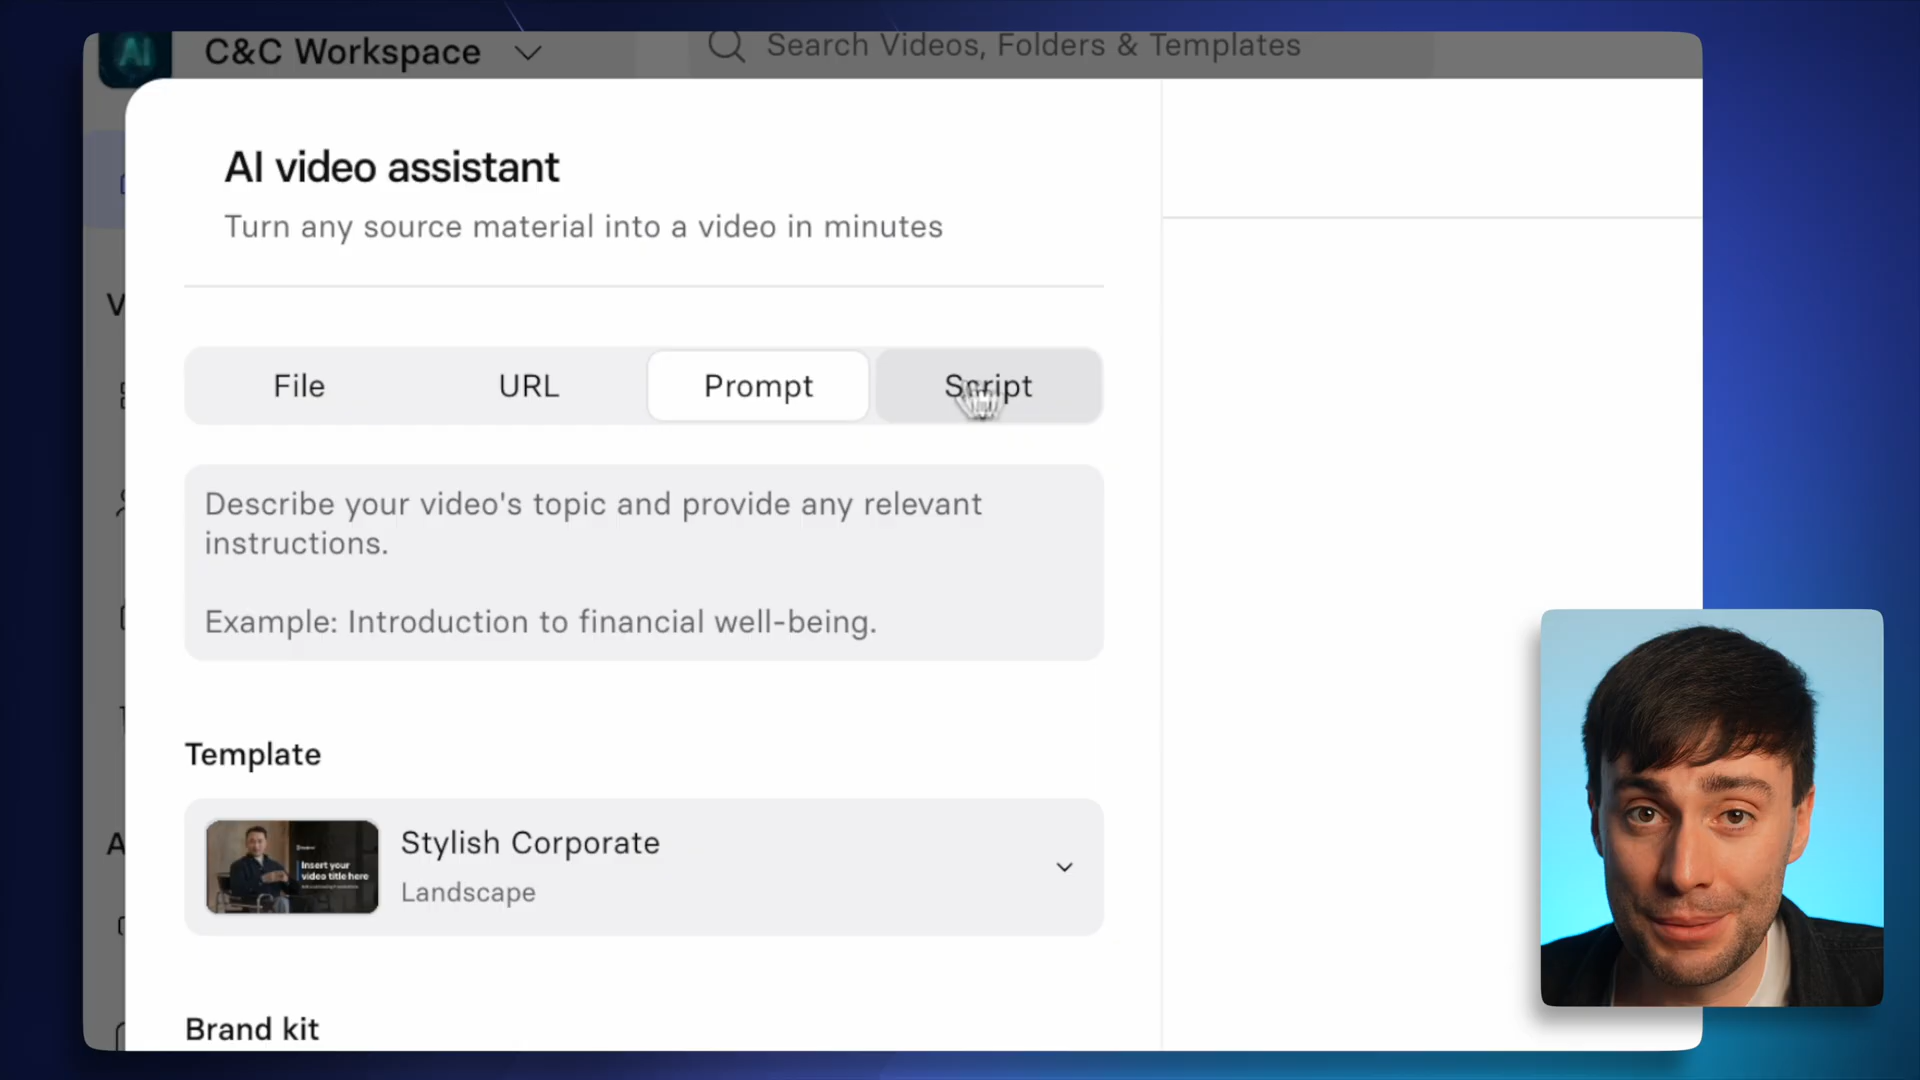 AI
C&C Workspace
Search Videos, Folders & Templates
AI video assistant
Turn any source material into a video in minutes
V
File
URL
Prompt
Script
Describe your video's topic and provide any relevant
instructions.
Example: Introduction to financial well-being.
Template
Insert your
video title here
Stylish Corporate
Landscape
A
Brand kit